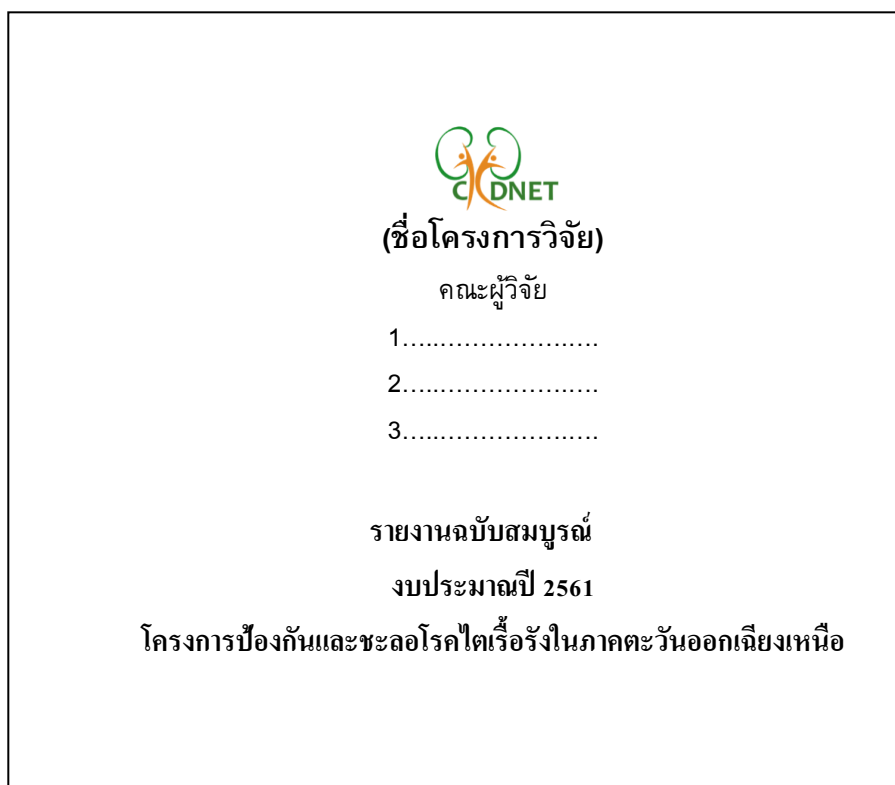 CKDNET
(ชื่อโครงการวิจัย)
คณะผู้วิจัย
1…..……………..….
2…..……………..….
3…..……………..….
รายงานฉบับสมบูรณ์
งบประมาณปี 2561
โครงการป้องกันและชะลอโรคไตเรื้อรังในภาคตะวันออกเฉียงเหนือ